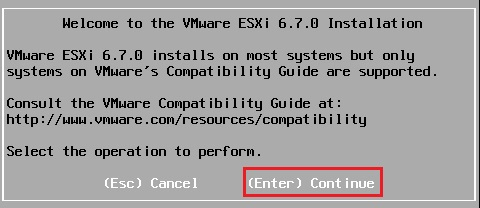 Welcome to the VMware ESXi 6.7.0 Installation
VMware ESXi 6.7.0 installs on most systems but only
systems on VMware's Compatibility Guide are supported.
Consult the VMware Compatibility Guide at:
http://www.vmware.com/resources/compatibility
Select the operation to perform.
(Esc) Cancel (Enter) Continue